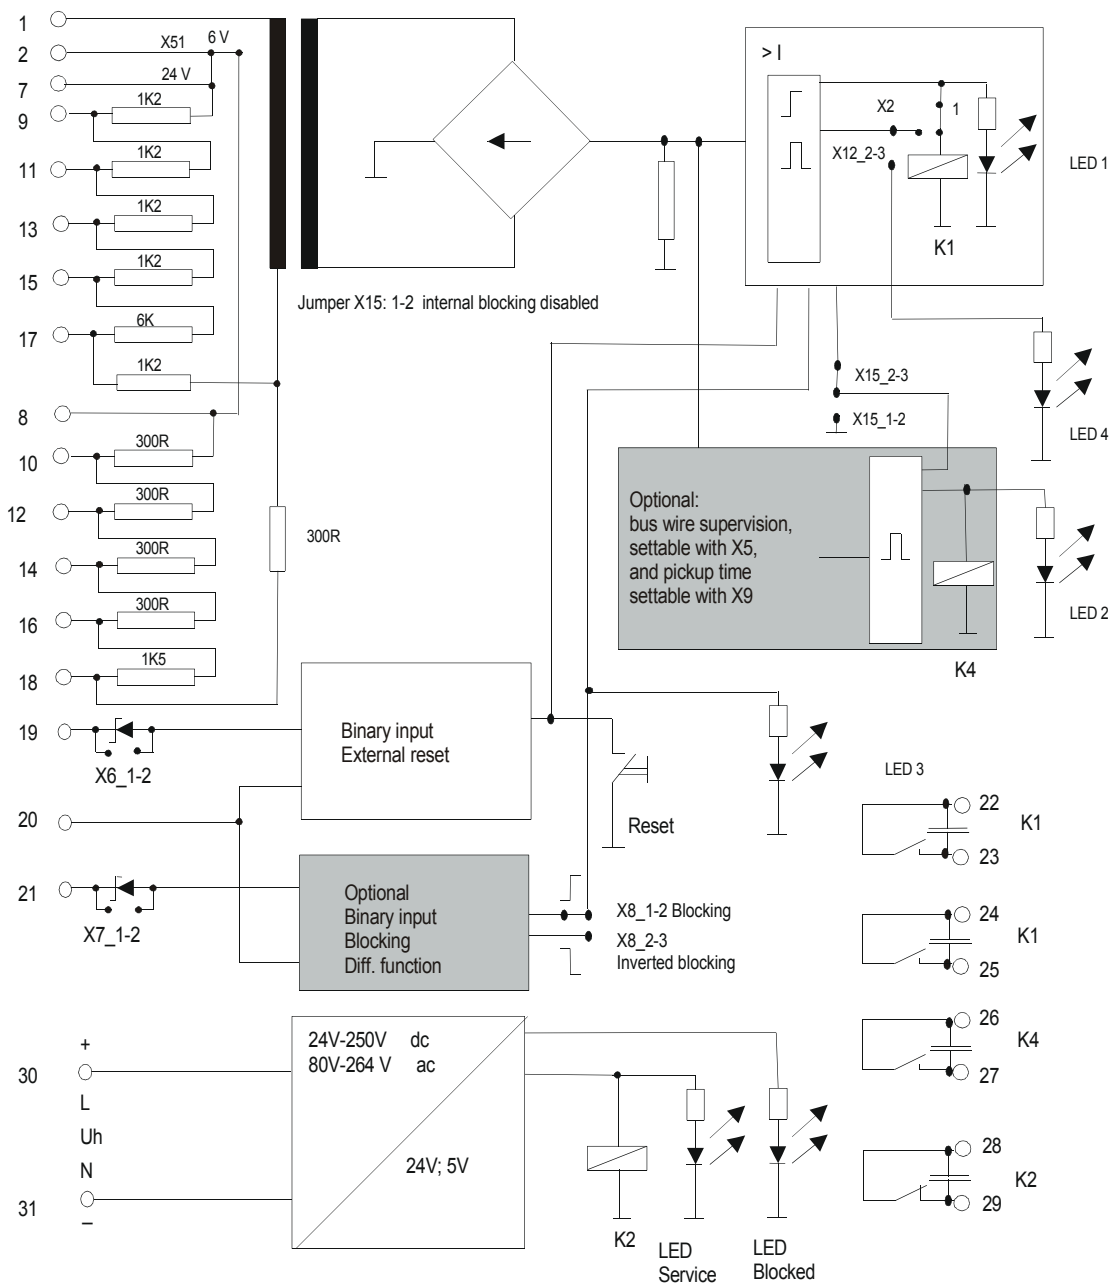 1
2
7
9
11
13
15
17
8
10
12
14
16
18
19
20
21
30
31
X51
6 V
24 V
1K2
1K2
1K2
1K2
6K
1K2
300R
300R
300R
300R
1K5
300R
Jumper X15: 1-2 internal blocking disabled
> I
X2
1
X12_2-3
K1
LED 1
X15_2-3
X15_1-2
LED 4
Optional:
bus wire supervision,
settable with X5,
and pickup time
settable with X9
K4
LED 2
X6_1-2
Binary input
External reset
Reset
LED 3
X7_1-2
Optional
Binary input
Blocking
Diff. function
X8_1-2 Blocking
X8_2-3
Inverted blocking
22
K1
23
24
K1
25
26
K4
27
28
K2
29
+
L
Uh
N
–
24V-250V dc
80V-264 V ac
24V; 5V
K2
LED
Service
LED
Blocked